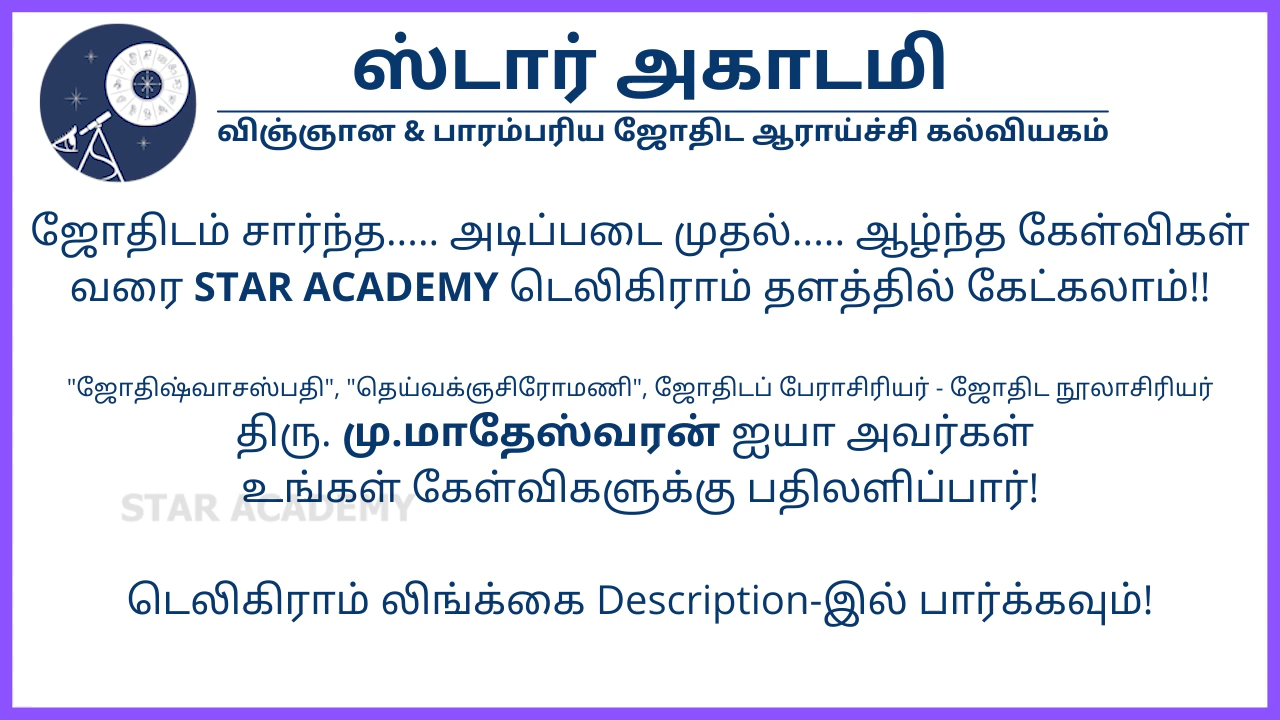 ஸ்டார் அகாடமி
விஞ்ஞான & பாரம்பரிய ஜோதிட ஆராய்ச்சி கல்வியகம்
ஜோதிடம் சார்ந்த..... அடிப்படை முதல்..... ஆழ்ந்த கேள்விகள்
வரை STAR ACADEMY டெலிகிராம் தளத்தில் கேட்கலாம்!!
"ஜோதிஷ்வாசஸ்பதி", "தெய்வக்ஞசிரோமணி", ஜோதிடப் பேராசிரியர் - ஜோதிட நூலாசிரியர்
திரு. மு.மாதேஸ்வரன் ஐயா அவர்கள்
உங்கள் கேள்விகளுக்கு பதிலளிப்பார்!
STAR ACADEMY
டெலிகிராம் லிங்க்கை Description-இல் பார்க்கவும்!